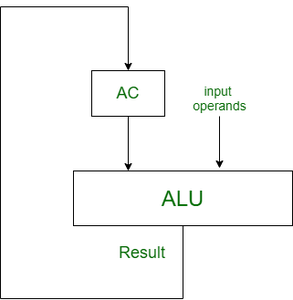 AC
input
operands
ALU
Result